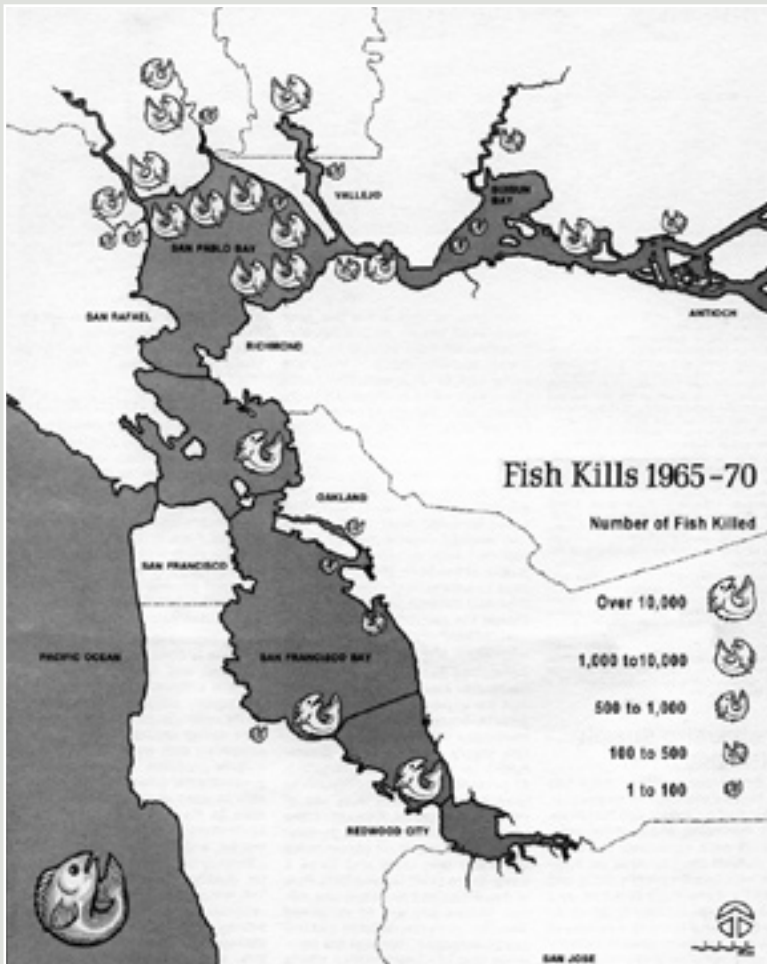 VALLEJO
SUISUN
BAY
SAN PABLO BAY
SAN RAFAEL
ANTIOCH
RICHMOND
Fish Kills 1965–70
Number of Fish Killed
OAKLAND
SAN FRANCISCO
Over 10,000
PACIFIC OCEAN
SAN FRANCISCO BAY
1,000 to10,000
500 to 1,000
100 to 500
1 to 100
REDWOOD CITY
SAN JOSE